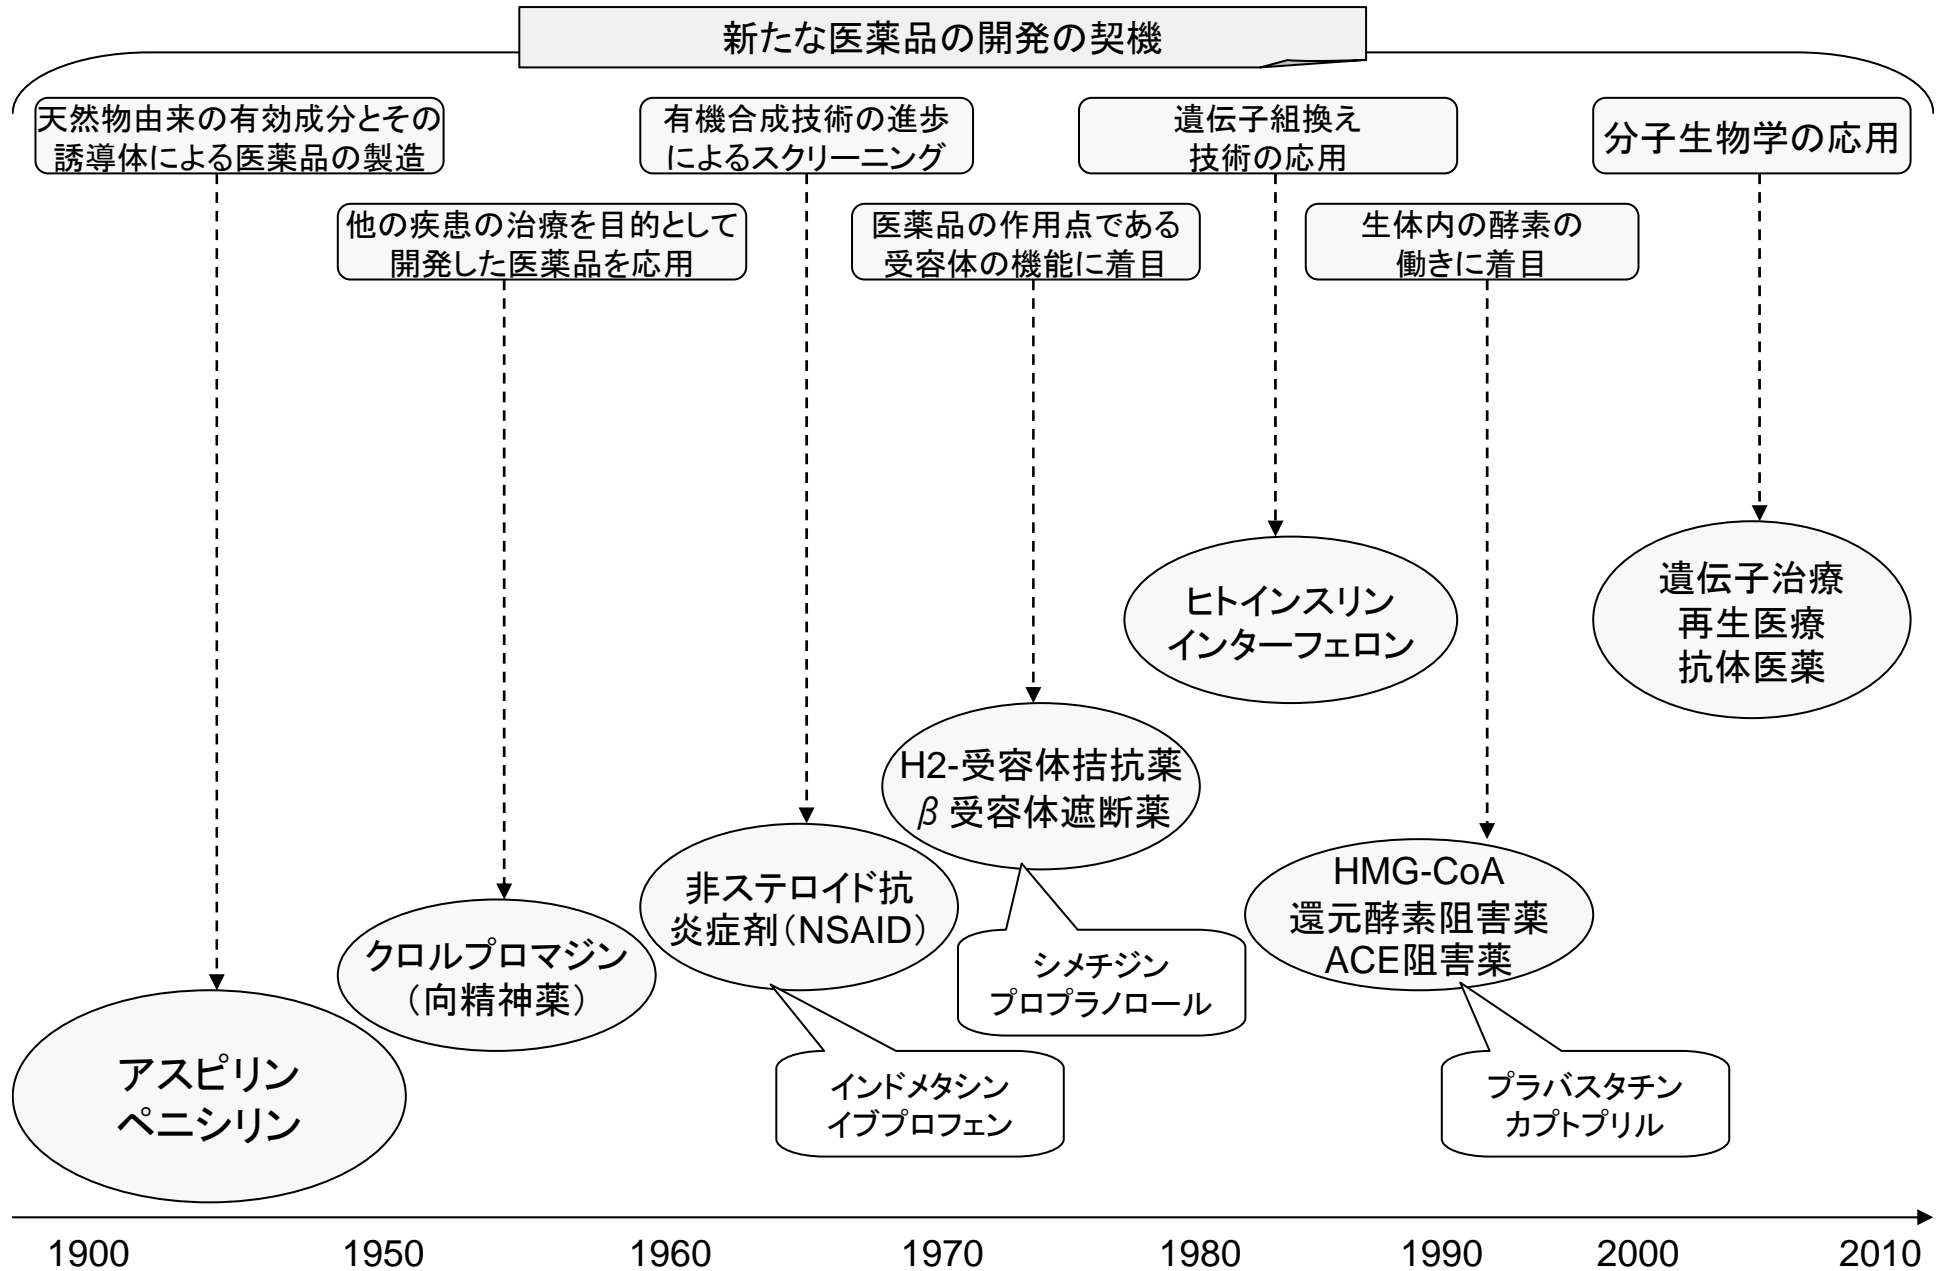 新たな医薬品の開発の契機
天然物由来の有効成分とその
誘導体による医薬品の製造
有機合成技術の進歩
によるスクリーニング
遺伝子組換え
技術の応用
分子生物学の応用
他の疾患の治療を目的として
開発した医薬品を応用
医薬品の作用点である
受容体の機能に着目
生体内の酵素の
働きに着目
ヒトインスリン
インターフェロン
遺伝子治療
再生医療
抗体医薬
H2-受容体拮抗薬
β受容体遮断薬
非ステロイド抗
炎症剤(NSAID)
HMG-CoA
還元酵素阻害薬
ACE阻害薬
クロルプロマジン
(向精神薬)
シメチジン
プロプラノロール
アスピリン
ペニシリン
インドメタシン
イブプロフェン
プラバスタチン
カプトプリル
1900 1950 1960 1970 1980 1990 2000 2010